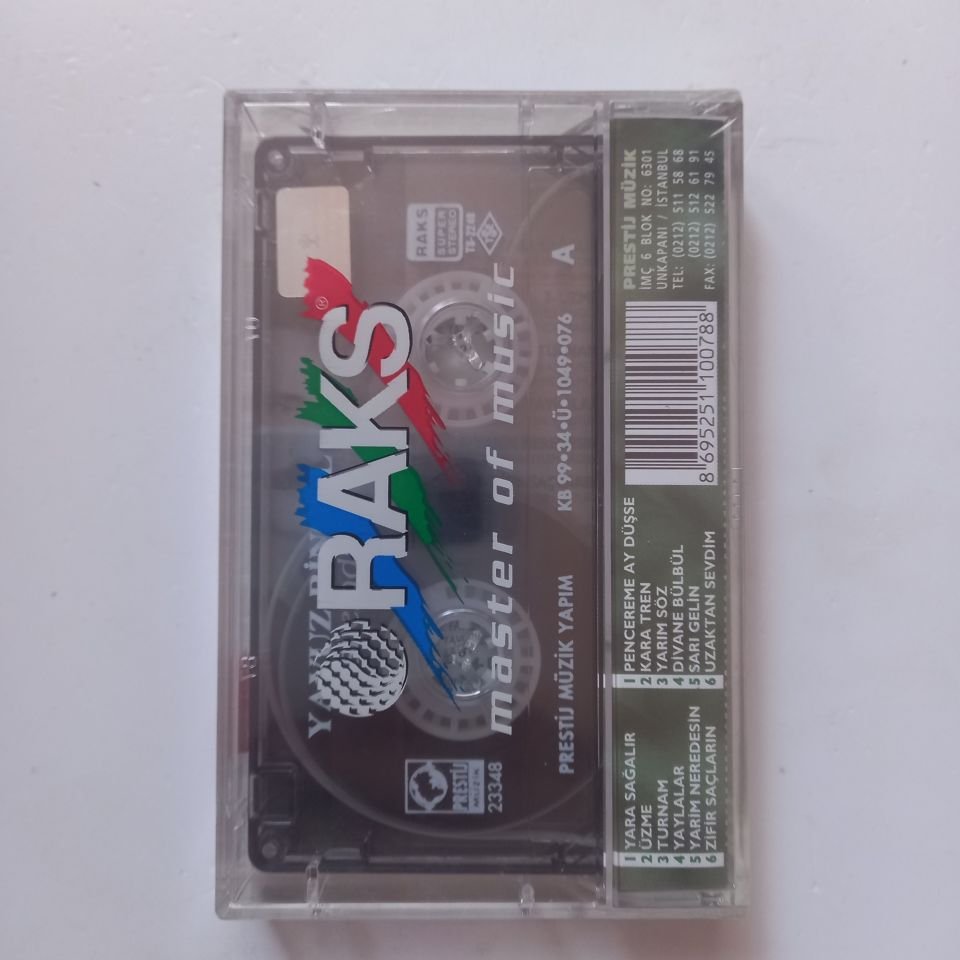 RAKS
SUPER
STEREO
TS-2248
A
RAKS®
master of music
KB 99•34•Ü•1049•076
PRESTİJ MÜZİK YAPIM
PRESTİJ
MÜZİK
23348
PRESTİJ MÜZİK
İMÇ 6 BLOK NO: 6301
UNKAPANI / İSTANBUL
TEL: (0212) 511 58 68
(0212) 512 61 91
FAX: (0212) 522 79 45
8 695251 100788
1 YARA SAĞALIR
2 ÜZME
3 TURNAM
4 YAYLALAR
5 YARİM NEREDESİN
6 ZİFİR SAÇLARIN
1 PENCEREME AY DÜŞSE
2 KARA TREN
3 YARIM SÖZ
4 DİVANE BÜLBÜL
5 SARI GELİN
6 UZAKTAN SEVDİM